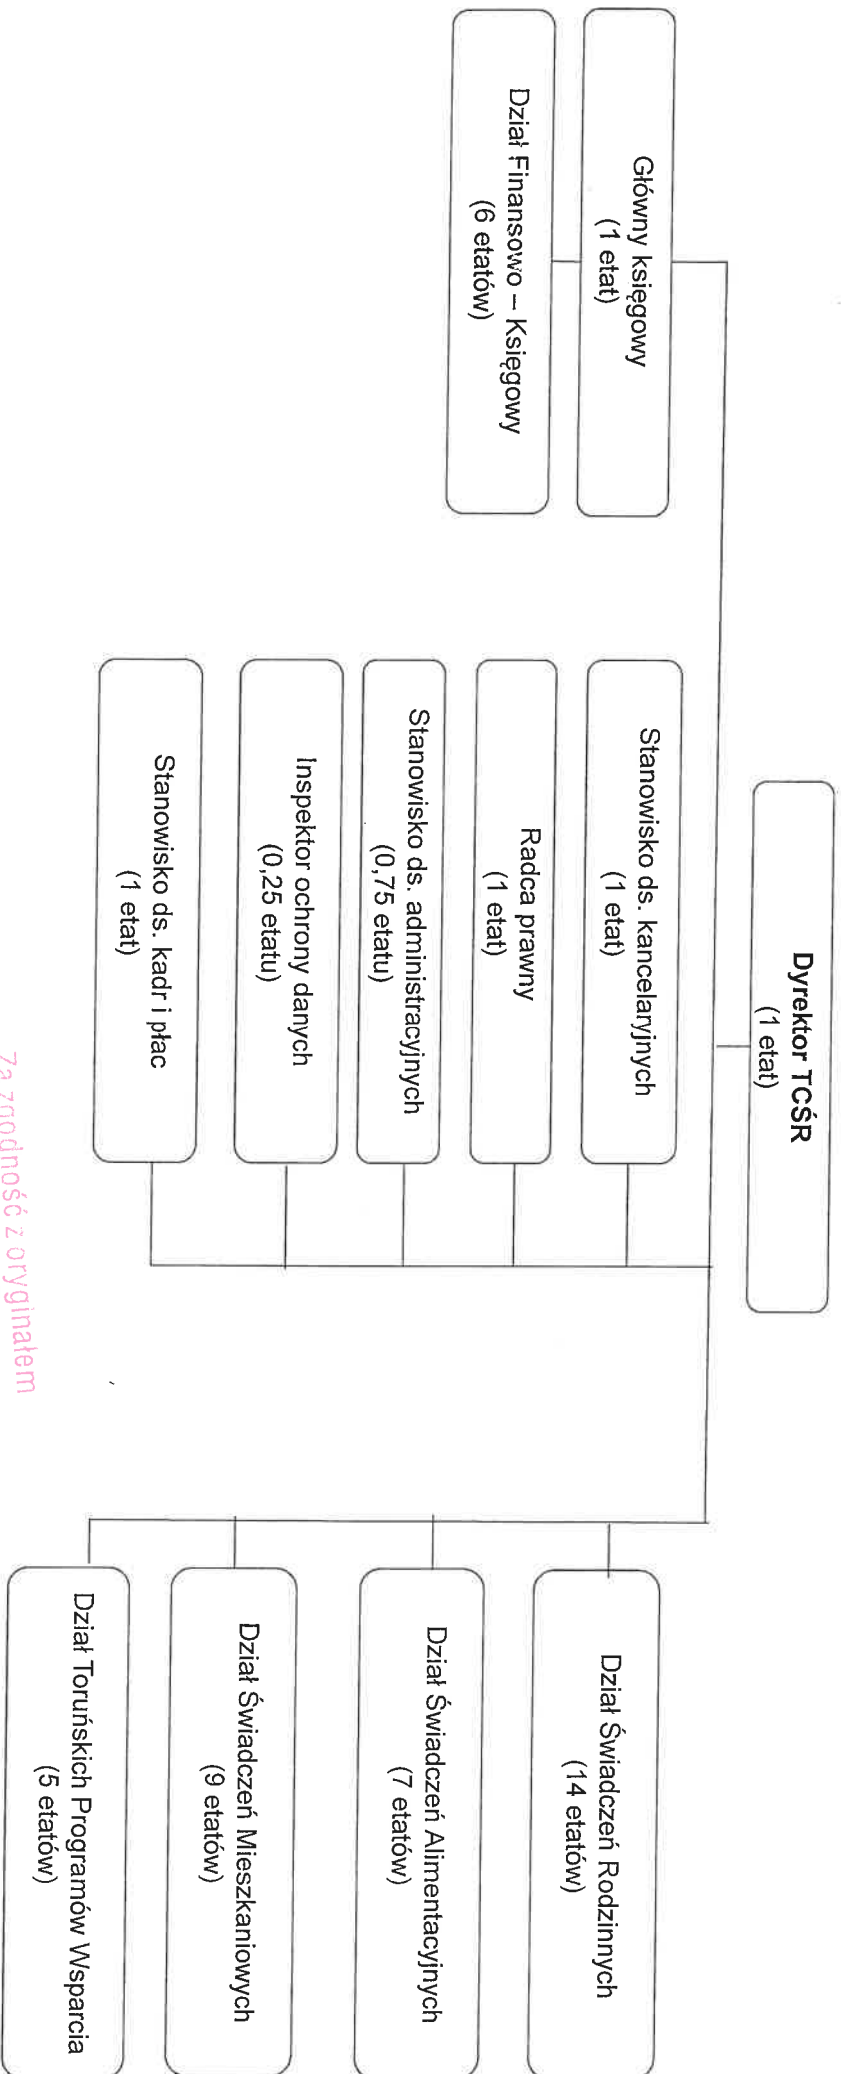 Dyrektor TCŚR
(1 etat)
Główny księgowy
(1 etat)
Dział Finansowo – Księgowy
(6 etatów)
Stanowisko ds. kancelaryjnych
(1 etat)
Radca prawny
(1 etat)
Stanowisko ds. administracyjnych
(0,75 etatu)
Inspektor ochrony danych
(0,25 etatu)
Stanowisko ds. kadr i płac
(1 etat)
Dział Świadczeń Rodzinnych
(14 etatów)
Dział Świadczeń Alimentacyjnych
(7 etatów)
Dział Świadczeń Mieszkaniowych
(9 etatów)
Dział Toruńskich Programów Wsparcia
(5 etatów)
Za zgodność z oryginałem